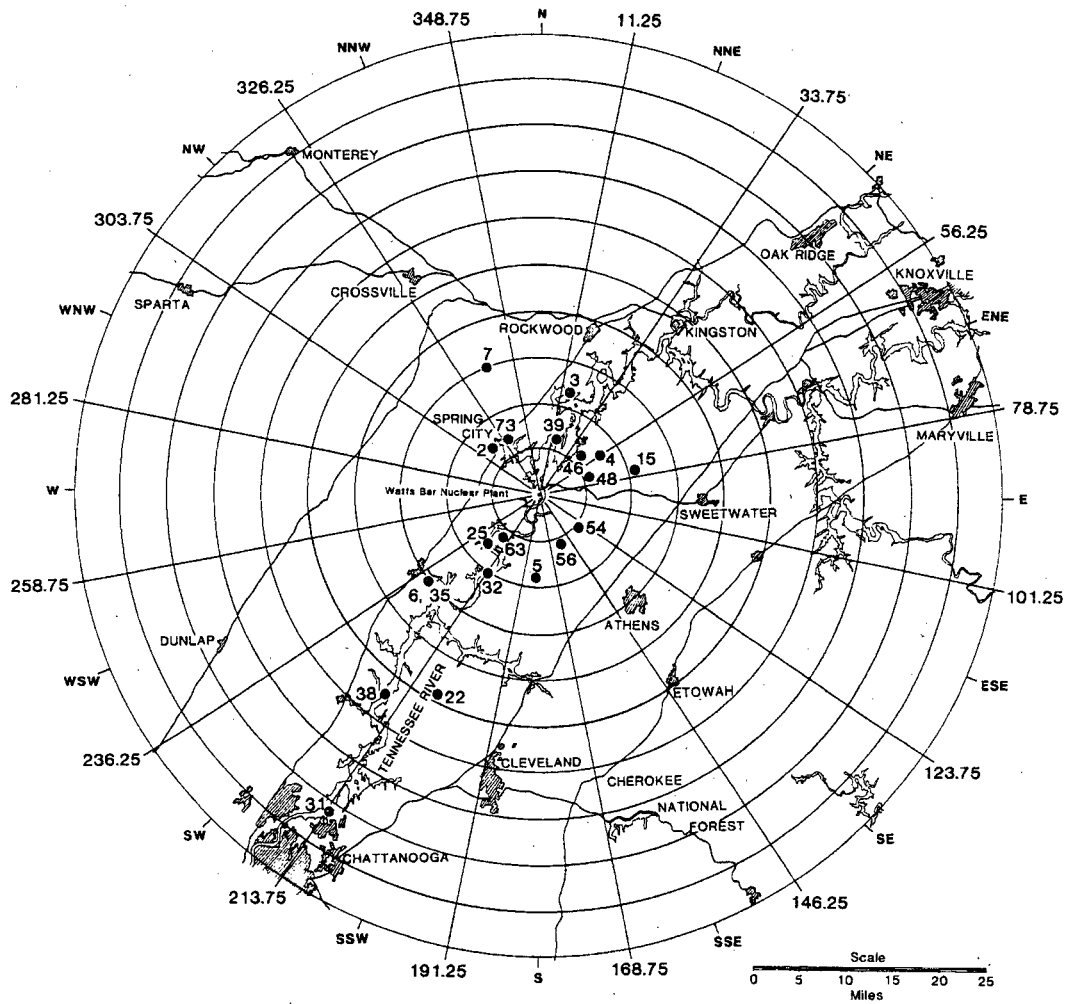 N
348.75
11.25
NNW
NNE
326.25
33.75
NW
MONTEREY
NE
303.75
56.25
OAK RIDGE
KNOXVILLE
WNW
SPARTA
CROSSVILLE
ENE
ROCKWOOD
KINGSTON
7
281.25
3
78.75
SPRING
CITY
73
39
MARYVILLE
2
46
4
15
48
W
Watts Bar Nuclear Plant
E
SWEETWATER
54
25
63
56
5
258.75
6, 35
32
101.25
ATHENS
DUNLAP
WSW
ESE
38
22
ETOWAH
TENNESSEE RIVER
236.25
CLEVELAND
123.75
CHEROKEE
31
NATIONAL
FOREST
SW
SE
CHATTANOOGA
213.75
146.25
SSW
SSE
191.25
168.75
S
Scale
0 5 10 15 20 25
Miles